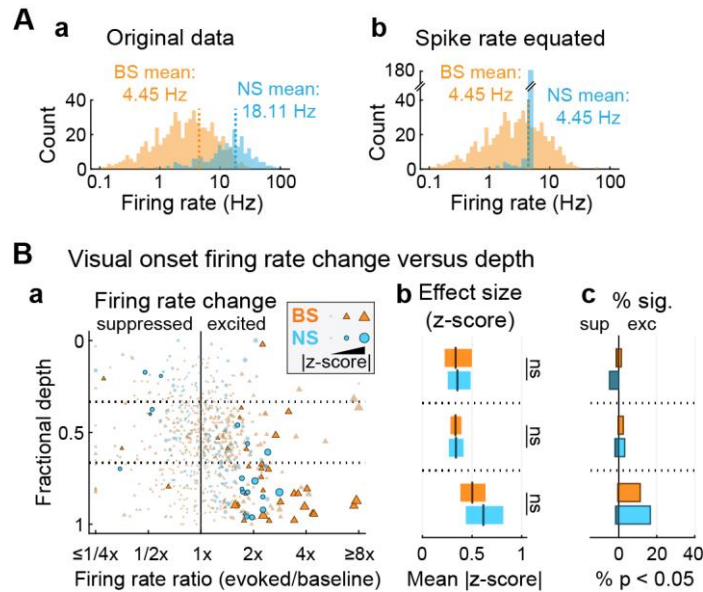 A
a
Original data
BS mean:
4.45 Hz
NS mean:
18.11 Hz
Count
40
20
0
0.1
1
10
100
Firing rate (Hz)
b
Spike rate equated
180
BS mean:
4.45 Hz
NS mean:
4.45 Hz
Count
40
20
0
0.1
1
10
100
Firing rate (Hz)
B
Visual onset firing rate change versus depth
a
Firing rate change
suppressed
excited
BS
NS
|z-score|
Fractional depth
0
0.5
1
≤1/4x
1/2x
1x
2x
4x
≥8x
Firing rate ratio (evoked/baseline)
b
Effect size
(z-score)
ns
ns
ns
0
0.5
1
Mean |z-score|
c
% sig.
sup
exc
0
20
40
% p < 0.05